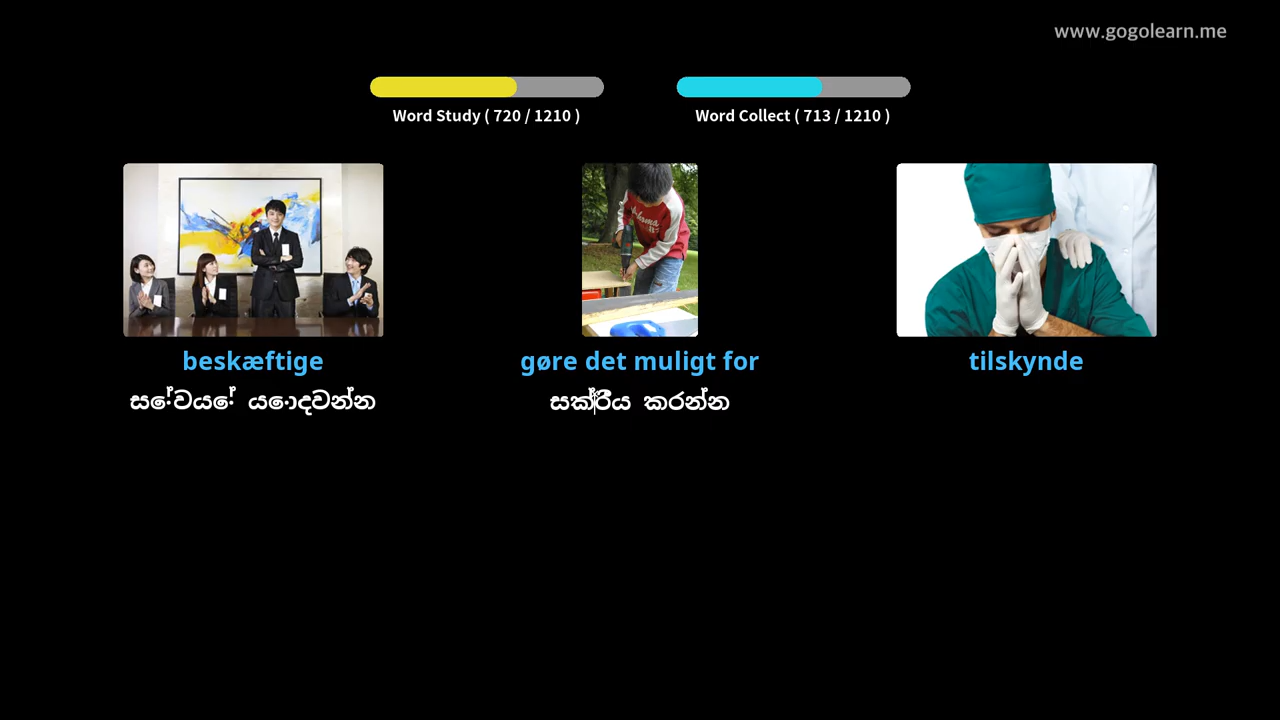 www.gogolearn.me
Word Study ( 720 / 1210 )
Word Collect ( 713 / 1210 )
beskæftige
gøre det muligt for
tilskynde
සේවයේ යොදවන්න
සක්රීය කරන්න